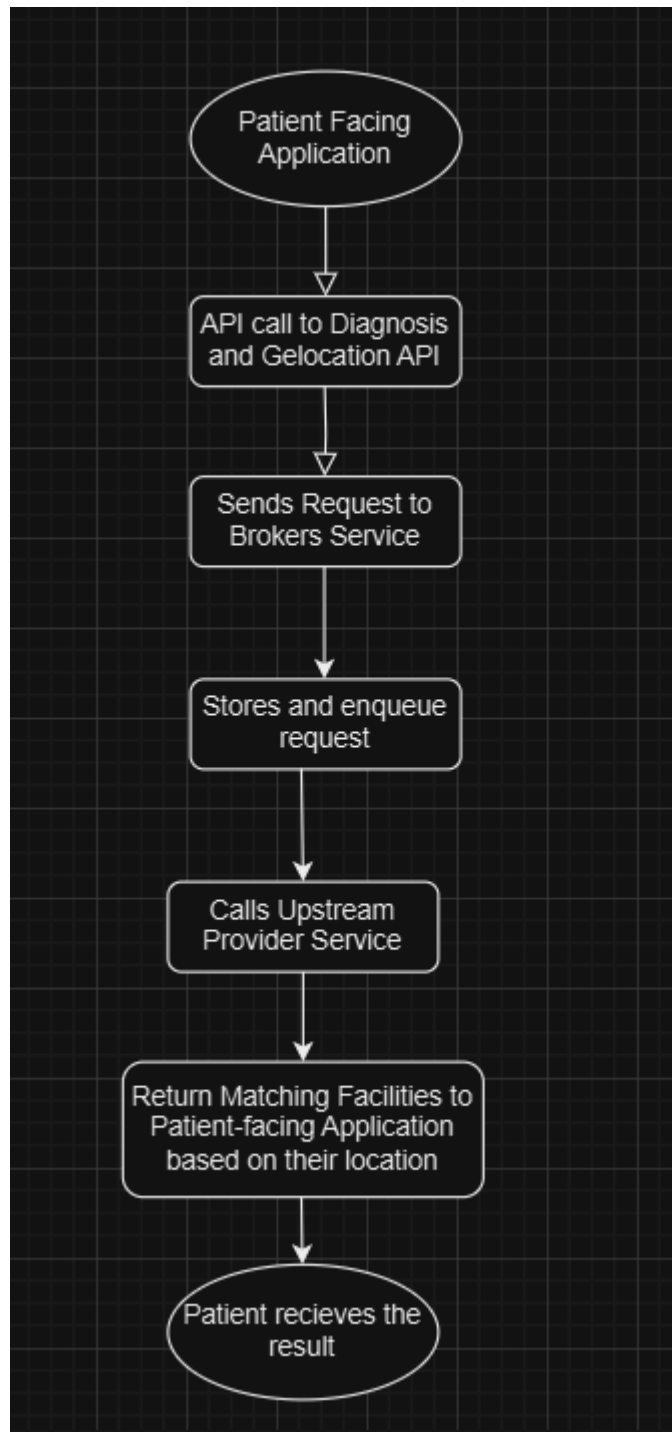 Patient Facing
Application
API call to Diagnosis
and Gelocation API
Sends Request to
Brokers Service
Stores and enqueue
request
Calls Upstream
Provider Service
Return Matching Facilities to
Patient-facing Application
based on their location
Patient recieves the
result